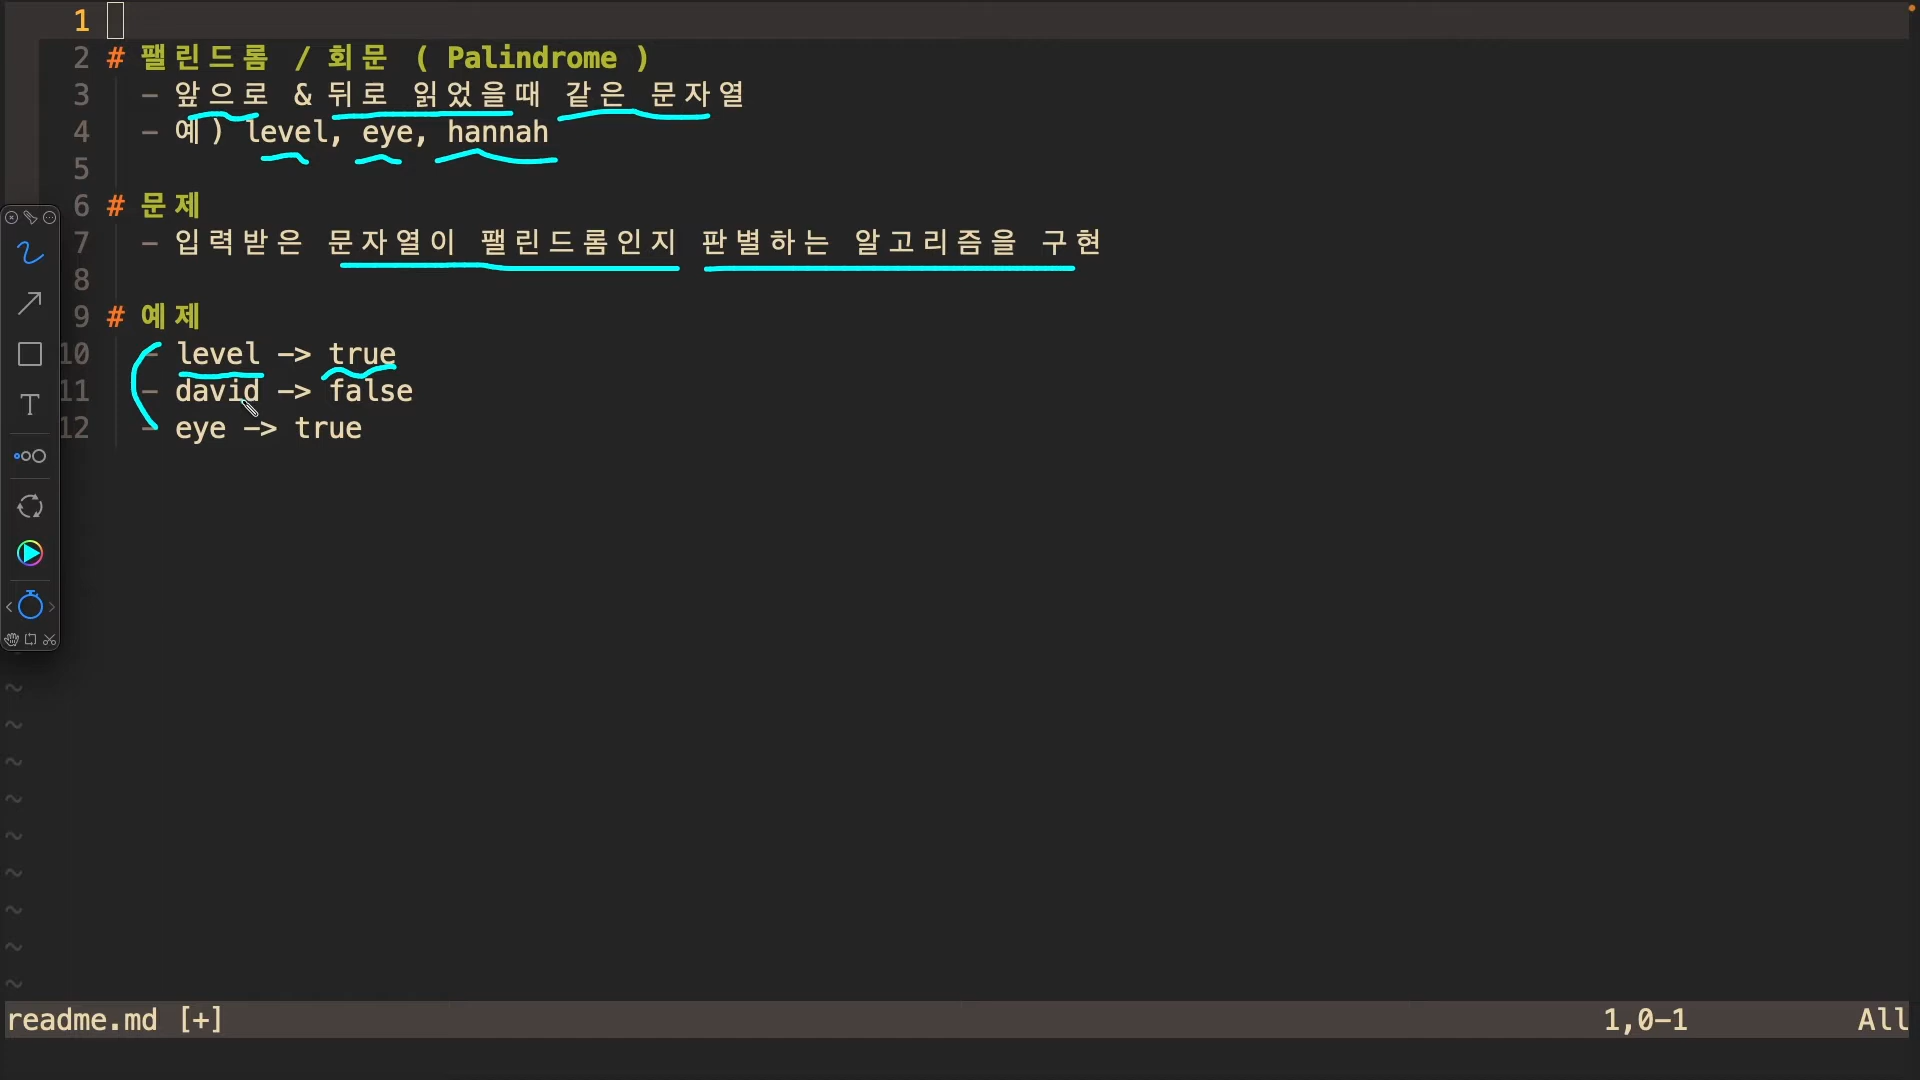 1
2 # 팰린드롬 / 회문 ( Palindrome )
3 - 앞으로 & 뒤로 읽었을때 같은 문자열
4 - 예) level, eye, hannah
5
6 # 문제
7 - 입력받은 문자열이 팰린드롬인지 판별하는 알고리즘을 구현
8
9 # 예제
10 - level -> true
11 - david -> false
12 - eye -> true
T
~
~
~
~
~
~
~
~
~
readme.md [+] 1,0-1 All